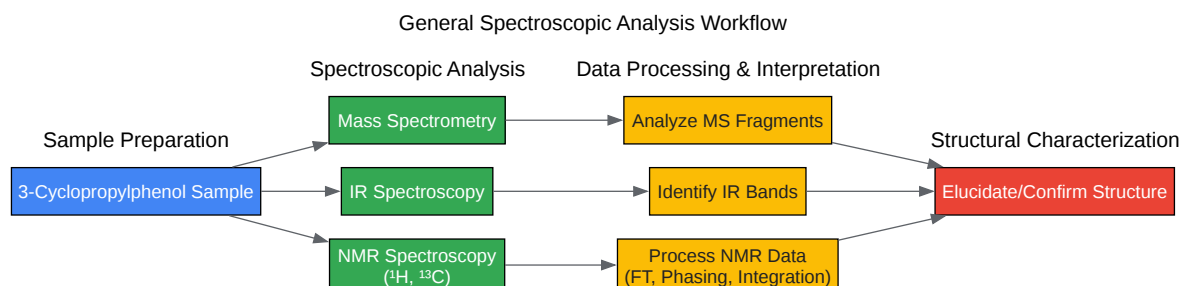 General Spectroscopic Analysis Workflow
Spectroscopic Analysis
Data Processing & Interpretation
Mass Spectrometry
Analyze MS Fragments
Sample Preparation
Structural Characterization
3-Cyclopropylphenol Sample
IR Spectroscopy
Identify IR Bands
Elucidate/Confirm Structure
NMR Spectroscopy
(¹H, ¹³C)
Process NMR Data
(FT, Phasing, Integration)